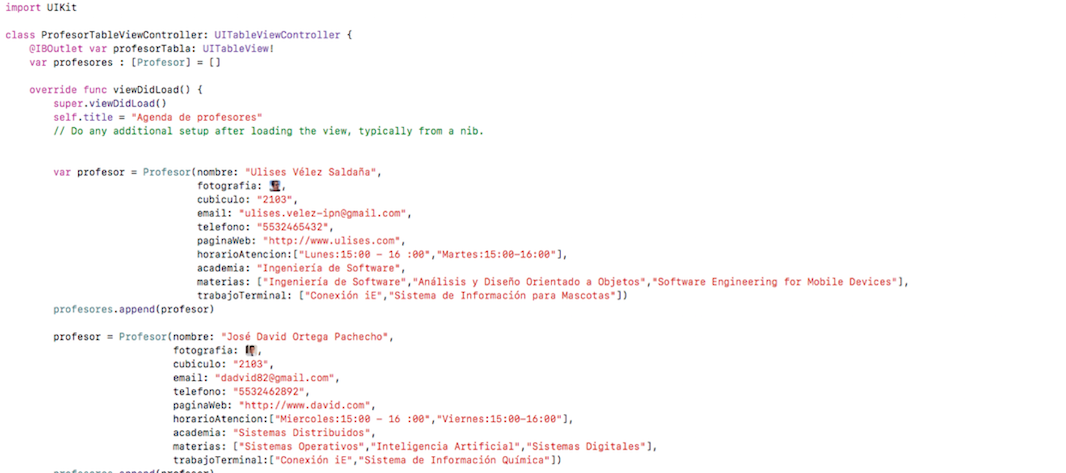 import UIKit
class ProfesorTableViewController: UITableViewController {
@IBOutlet var profesorTabla: UITableView!
var profesores : [Profesor] = []
override func viewDidLoad() {
super.viewDidLoad()
self.title = "Agenda de profesores"
// Do any additional setup after loading the view, typically from a nib.
var profesor = Profesor(nombre: "Ulises Vélez Saldaña",
fotografia: ,
cubiculo: "2103",
email: "ulises.velez-ipn@gmail.com",
telefono: "5532465432",
paginaWeb: "http://www.ulises.com",
horarioAtencion:["Lunes:15:00 - 16 :00","Martes:15:00-16:00"],
academia: "Ingeniería de Software",
materias: ["Ingeniería de Software","Análisis y Diseño Orientado a Objetos","Software Engineering for Mobile Devices"],
trabajoTerminal: ["Conexión iE","Sistema de Información para Mascotas"])
profesores.append(profesor)
profesor = Profesor(nombre: "José David Ortega Pachecho",
fotografia: ,
cubiculo: "2103",
email: "dadvid82@gmail.com",
telefono: "5532462892",
paginaWeb: "http://www.david.com",
horarioAtencion:["Miercoles:15:00 - 16 :00","Viernes:15:00-16:00"],
academia: "Sistemas Distribuidos",
materias: ["Sistemas Operativos","Inteligencia Artificial","Sistemas Digitales"],
trabajoTerminal:["Conexión iE","Sistema de Información Química"])
profesores.append(profesor)